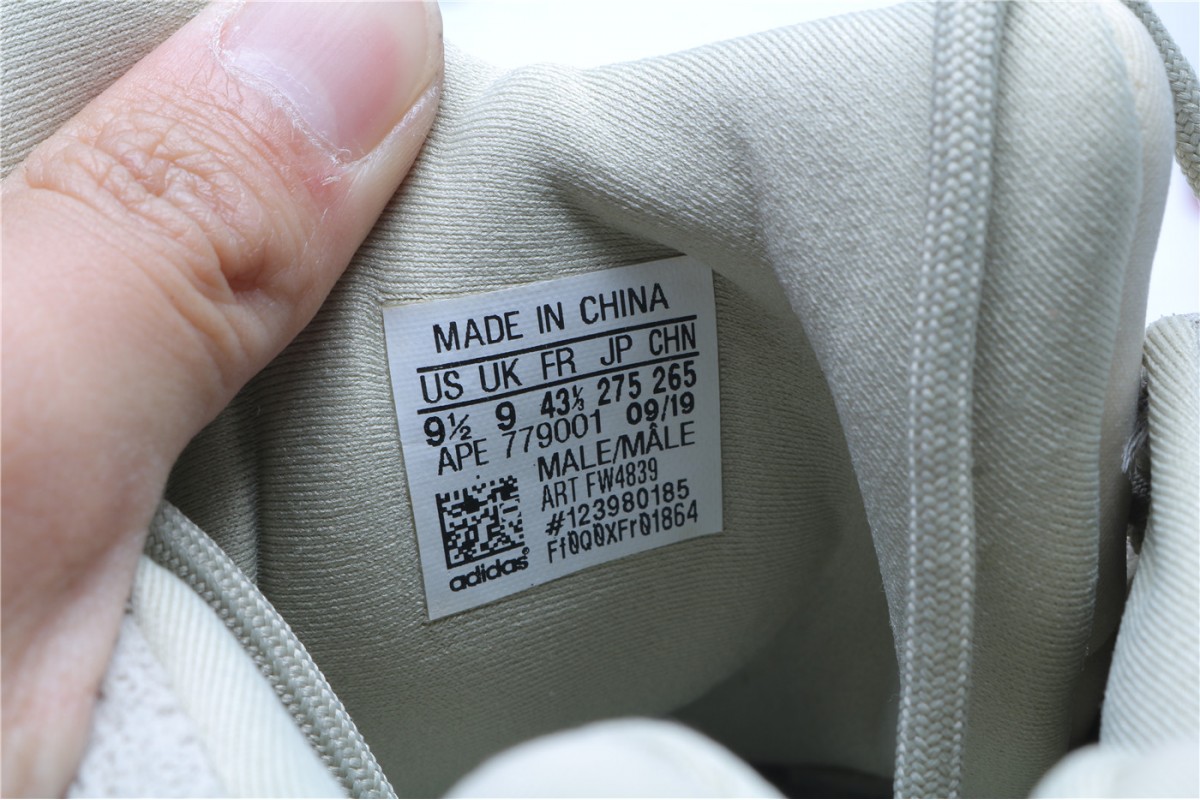 MADE IN CHINA
US UK FR JP CHN
9½ 9 43⅓ 275 265
APE 779001 09/19
MALE/MÂLE
ART FW4839
#123980185
Ff0Q0XFr01864
adidas®